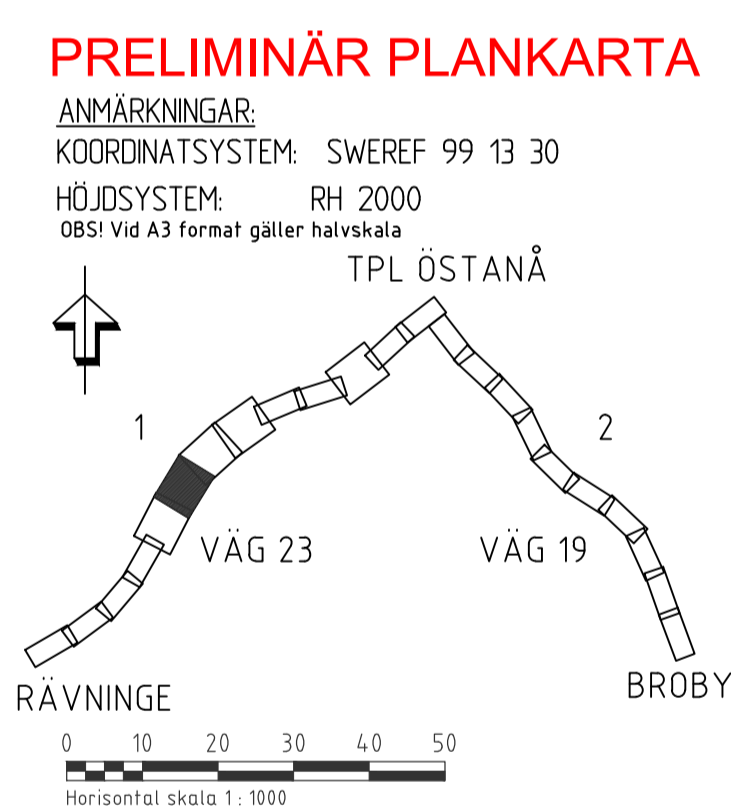 PRELIMINÄR PLANKARTA
ANMÄRKNINGAR:
KOORDINATSYSTEM: SWEREF 99 13 30
HÖJDSYSTEM: RH 2000
OBS! Vid A3 format gäller halvskala
TPL ÖSTANÅ
1
2
VÄG 23
VÄG 19
RÄVNINGE
BROBY
0 10 20 30 40 50
Horisontal skala 1 : 1000